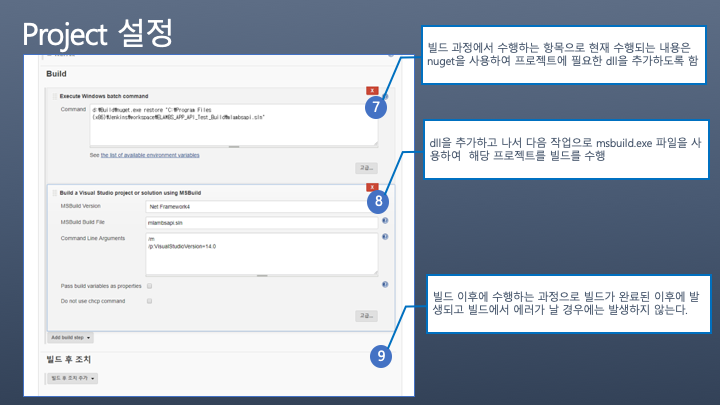 Project 설정
Build
Execute Windows batch command
X
7
Command
d:₩Build₩nuget.exe restore "C:₩Program Files
(x86)₩Jenkins₩workspace₩ELAMBS_APP_API_Test_Build₩mlambsapi.sln"
See the list of available environment variables
고급...
X
Build a Visual Studio project or solution using MSBuild
8
MSBuild Version
.Net Framework4
MSBuild Build File
mlambsapi.sln
Command Line Arguments
/m
/p:VisualStudioVersion=14.0
Pass build variables as properties
Do not use chcp command
고급...
Add build step
빌드 후 조치
9
빌드 후 조치 추가
빌드 과정에서 수행하는 항목으로 현재 수행되는 내용은
nuget을 사용하여 프로젝트에 필요한 dll을 추가하도록 함
dll을 추가하고 나서 다음 작업으로 msbuild.exe 파일을 사
용하여 해당 프로젝트를 빌드를 수행
빌드 이후에 수행하는 과정으로 빌드가 완료된 이후에 발
생되고 빌드에서 에러가 날 경우에는 발생하지 않는다.